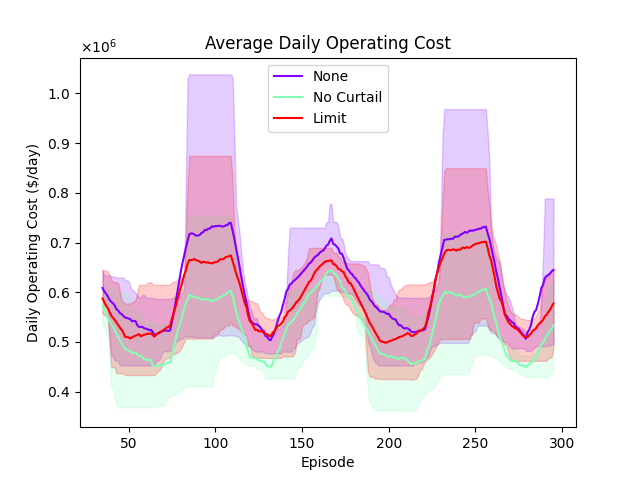 Average Daily Operating Cost
×10⁶
None
No Curtail
Limit
1.0
0.9
0.8
0.7
0.6
0.5
0.4
Daily Operating Cost ($/day)
50
100
150
200
250
300
Episode